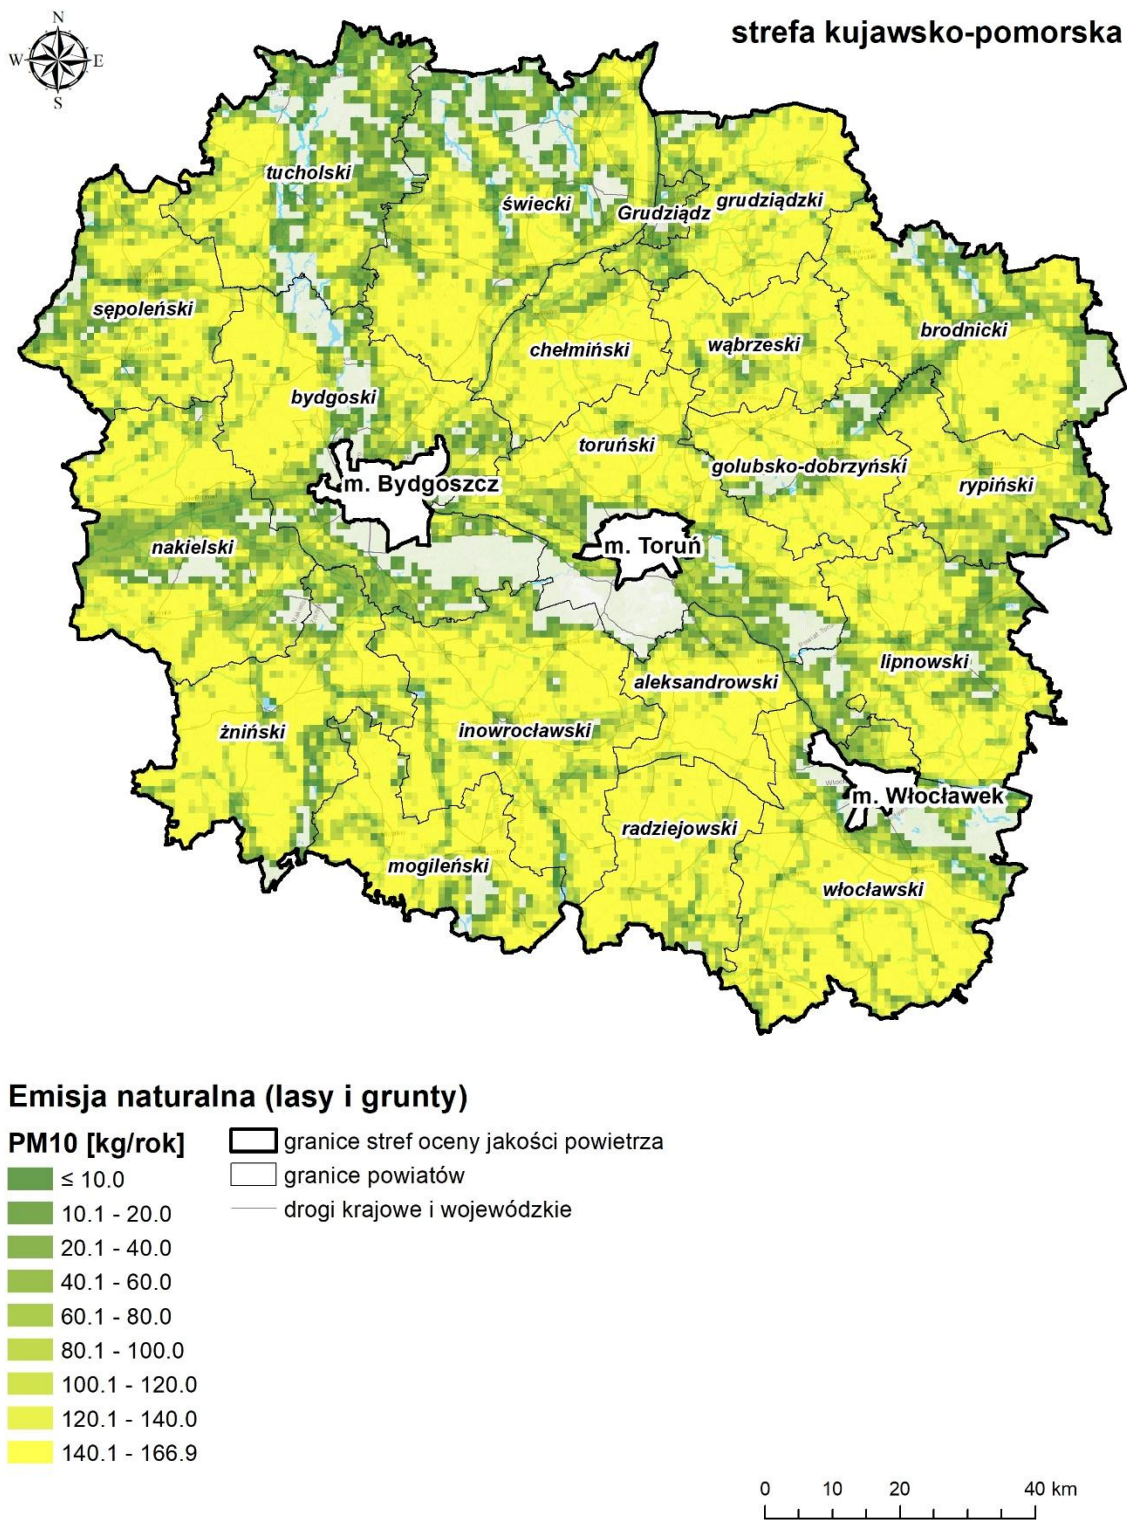 strefa kujawsko-pomorska
N
W E
S
tucholski
świecki
Grudziądz
grudziądzki
sępoleński
brodnicki
chełmiński
wąbrzeski
bydgoski
toruński
golubsko-dobrzyński
rypiński
m. Bydgoszcz
nakielski
m. Toruń
lipnowski
aleksandrowski
żniński
inowrocławski
m. Włocławek
radziejowski
mogileński
włocławski
Emisja naturalna (lasy i grunty)
PM10 [kg/rok]
≤ 10.0
10.1 - 20.0
20.1 - 40.0
40.1 - 60.0
60.1 - 80.0
80.1 - 100.0
100.1 - 120.0
120.1 - 140.0
140.1 - 166.9
granice stref oceny jakości powietrza
granice powiatów
drogi krajowe i wojewódzkie
0 10 20 40 km